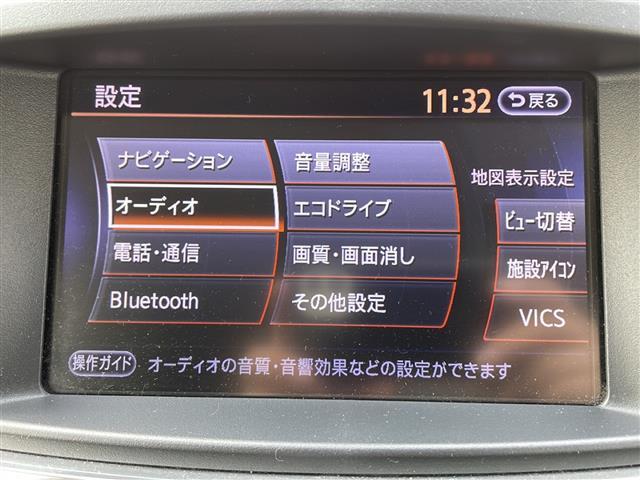 設定
11:32 戻る
ナビゲーション
音量調整
オーディオ
エコドライブ
電話・通信
画質・画面消し
Bluetooth
その他設定
地図表示設定
ビュー切替
施設アイコン
VICS
操作ガイド オーディオの音質・音響効果などの設定ができます